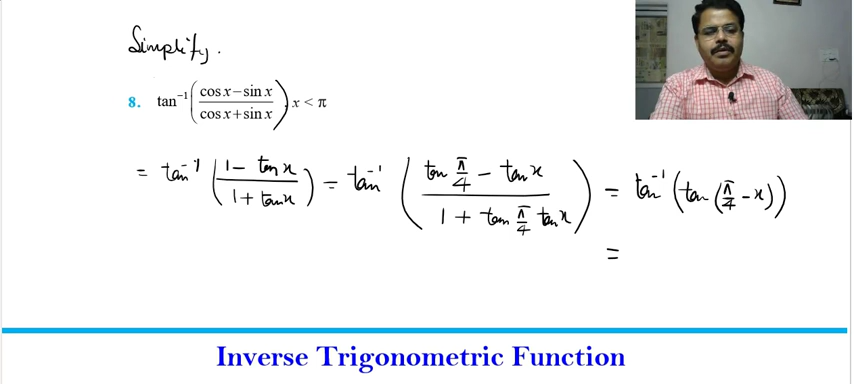 Simplify.
8. tan⁻¹((cos x − sin x)/(cos x + sin x)), x < π
= tan⁻¹((1 − tan x)/(1 + tan x)) = tan⁻¹((tan π/4 − tan x)/(1 + tan π/4 tan x)) = tan⁻¹(tan(π/4 − x))
=
Inverse Trigonometric Function